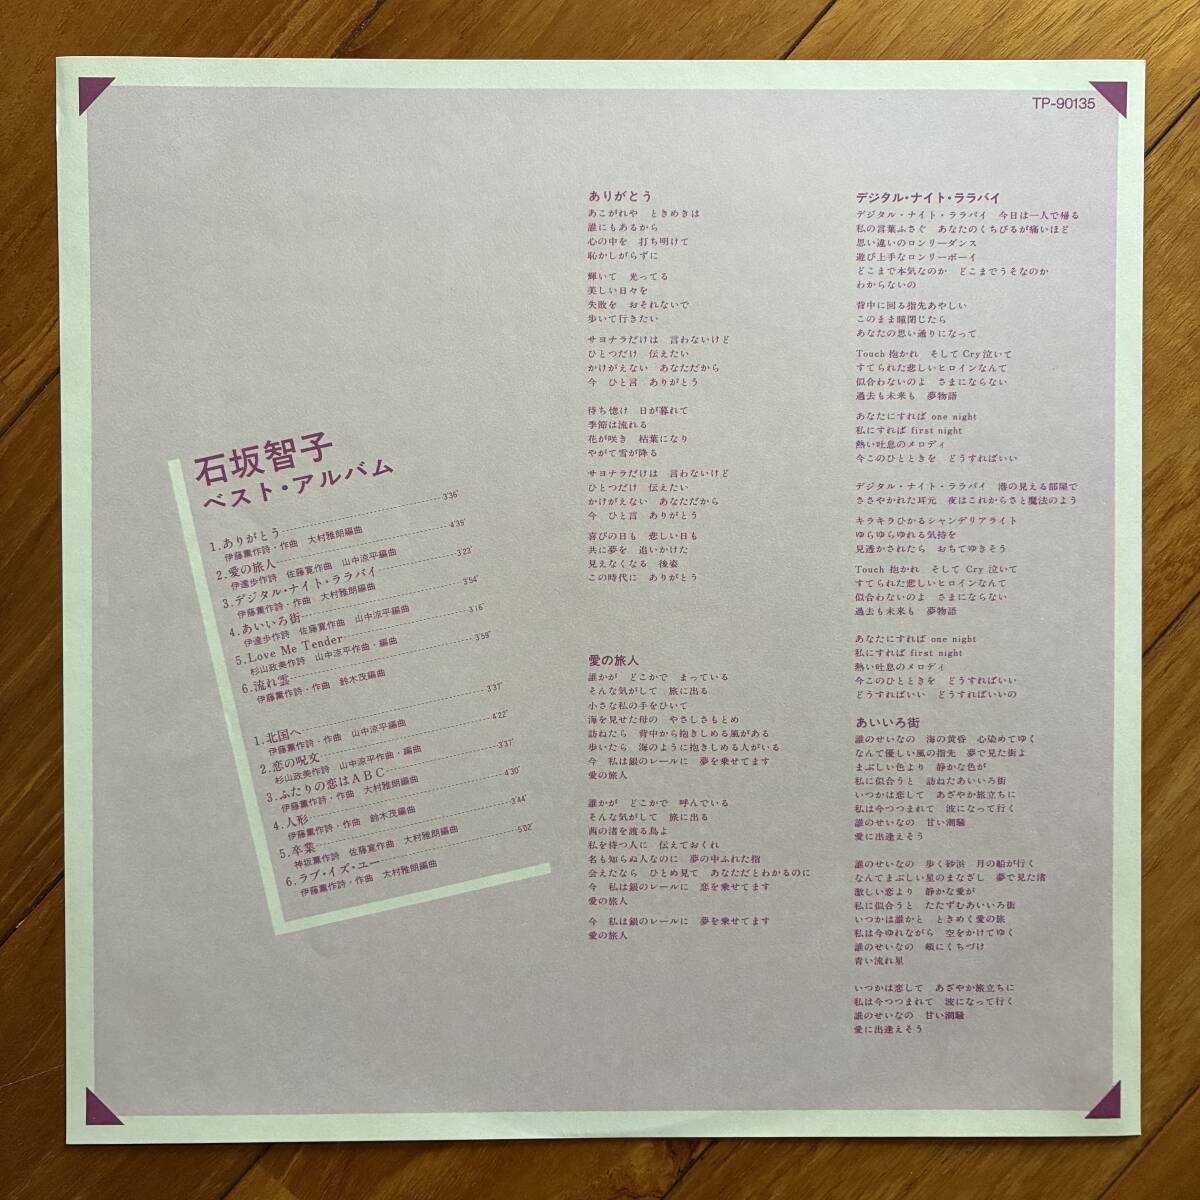 TP-90135
石坂智子
ベスト・アルバム
1.ありがとう 3'36"
伊藤薫作詩・作曲 大村雅朗編曲
2.愛の旅人 4'39"
伊達歩作詩 佐藤寛作曲 山中涼平編曲
3.デジタル・ナイト・ララバイ 3'23"
伊藤薫作詩・作曲 大村雅朗編曲
4.あいいろ街 3'54"
伊達歩作詩 佐藤寛作曲 山中涼平編曲
5.Love Me Tender 3'16"
杉山政美作詩 山中涼平作曲・編曲
6.流れ雲 3'59"
伊藤薫作詩・作曲 鈴木茂編曲
1.北国へ 3'37"
伊藤薫作詩・作曲 山中涼平編曲
2.恋の呪文 4'22"
杉山政美作詩 山中涼平作曲・編曲
3.ふたりの恋はABC 3'37"
伊藤薫作詩・作曲 大村雅朗編曲
4.人形 4'30"
伊藤薫作詩・作曲 鈴木茂編曲
5.卒業 3'44"
神坂薫作詩 佐藤寛作曲 大村雅朗編曲
6.ラブ・イズ・ユー 5'02"
伊藤薫作詩・作曲 大村雅朗編曲
ありがとう
あこがれや ときめきは
誰にもあるから
心の中を 打ち明けて
恥かしがらずに
輝いて 光ってる
美しい日々を
失敗を おそれないで
歩いて行きたい
サヨナラだけは 言わないけど
ひとつだけ 伝えたい
かけがえない あなただから
今 ひと言 ありがとう
待ち惚け 日が暮れて
季節は流れる
花が咲き 枯葉になり
やがて雪が降る
サヨナラだけは 言わないけど
ひとつだけ 伝えたい
かけがえない あなただから
今 ひと言 ありがとう
喜びの日も 悲しい日も
共に夢を 追いかけた
見えなくなる 後姿
この時代に ありがとう
愛の旅人
誰かが どこかで まっている
そんな気がして 旅に出る
小さな私の手をひいて
海を見せた母の やさしさもとめ
訪ねたら 背中から抱きしめる風がある
歩いたら 海のように抱きしめる人がいる
今 私は銀のレールに 夢を乗せてます
愛の旅人
誰かが どこかで 呼んでいる
そんな気がして 旅に出る
茜の渚を渡る鳥よ
私を待つ人に 伝えておくれ
名も知らぬ人なのに 夢の中ふれた指
会えたなら ひとめ見て あなただとわかるのに
今 私は銀のレールに 恋を乗せてます
愛の旅人
今 私は銀のレールに 夢を乗せてます
愛の旅人
デジタル・ナイト・ララバイ
デジタル・ナイト・ララバイ 今日は一人で帰る
私の言葉ふさぐ あなたのくちびるが痛いほど
思い違いのロンリーダンス
遊び上手なロンリーボーイ
どこまで本気なのか どこまでうそなのか
わからないの
背中に回る指先あやしい
このまま瞳閉じたら
あなたの思い通りになって
Touch 抱かれ そして Cry 泣いて
すてられた悲しいヒロインなんて
似合わないのよ さまにならない
過去も未来も 夢物語
あなたにすれば one night
私にすれば first night
熱い吐息のメロディ
今このひとときを どうすればいい
デジタル・ナイト・ララバイ 港の見える部屋で
ささやかれた耳元 夜はこれからさと魔法のよう
キラキラひかるシャンデリアライト
ゆらゆらゆれる気持を
見透かされたら おちてゆきそう
Touch 抱かれ そして Cry 泣いて
すてられた悲しいヒロインなんて
似合わないのよ さまにならない
過去も未来も 夢物語
あなたにすれば one night
私にすれば first night
熱い吐息のメロディ
今このひとときを どうすればいい
どうすればいい どうすればいいの
あいいろ街
誰のせいなの 海の黄昏 心染めてゆく
なんて優しい風の指先 夢で見た街よ
まぶしい色より 静かな色が
私に似合うと 訪ねたあいいろ街
いつかは恋して あざやか旅立ちに
私は今つつまれて 波になって行く
誰のせいなの 甘い潮騒
愛に出逢えそう
誰のせいなの 歩く砂浜 月の船が行く
なんてまぶしい星のまなざし 夢で見た渚
激しい恋より 静かな愛が
私に似合うと たたずむあいいろ街
いつかは誰かと ときめく愛の旅
私は今ゆれながら 空をかけてゆく
誰のせいなの 頬にくちづけ
青い流れ星
いつかは恋して あざやか旅立ちに
私は今つつまれて 波になって行く
誰のせいなの 甘い潮騒
愛に出逢えそう